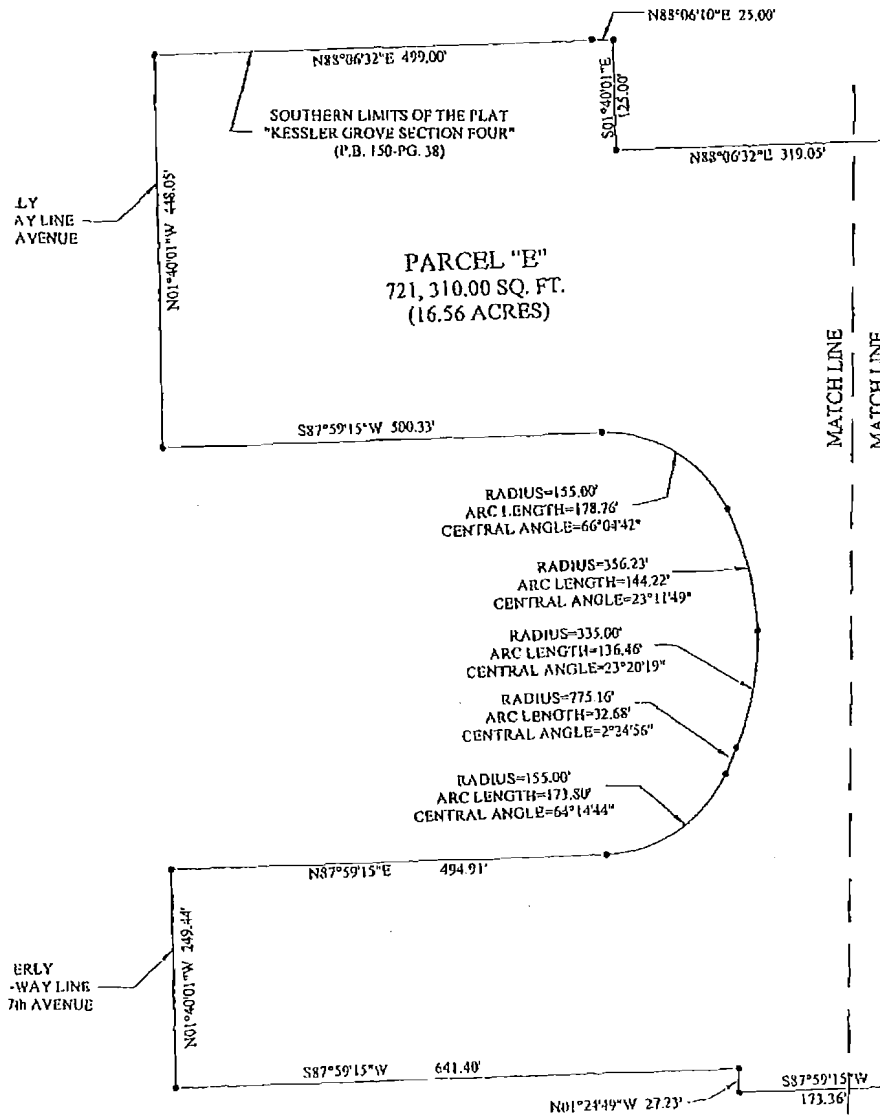 N88°06'10"E 25.00'
N88°06'32"E 499.00'
S01°40'01"E
125.00'
SOUTHERN LIMITS OF THE PLAT
"KESSLER GROVE SECTION FOUR"
(P.B. 150-PG. 38)
N88°06'32"E 319.05'
LY
AY LINE
AVENUE
N01°40'01"W 448.05'
PARCEL "E"
721, 310.00 SQ. FT.
(16.56 ACRES)
MATCH LINE
MATCH LINE
S87°59'15"W 500.33'
RADIUS=155.00'
ARC LENGTH=178.76'
CENTRAL ANGLE=66°04'42"
RADIUS=356.23'
ARC LENGTH=144.22'
CENTRAL ANGLE=23°11'49"
RADIUS=335.00'
ARC LENGTH=136.46'
CENTRAL ANGLE=23°20'19"
RADIUS=775.16'
ARC LENGTH=32.68'
CENTRAL ANGLE=2°24'56"
RADIUS=155.00'
ARC LENGTH=173.80'
CENTRAL ANGLE=64°14'44"
N87°59'15"E 494.91'
ERLY
-WAY LINE
7th AVENUE
N01°40'01"W 249.44'
S87°59'15"W 641.40'
N01°24'49"W 27.23'
S87°59'15"W
173.36'